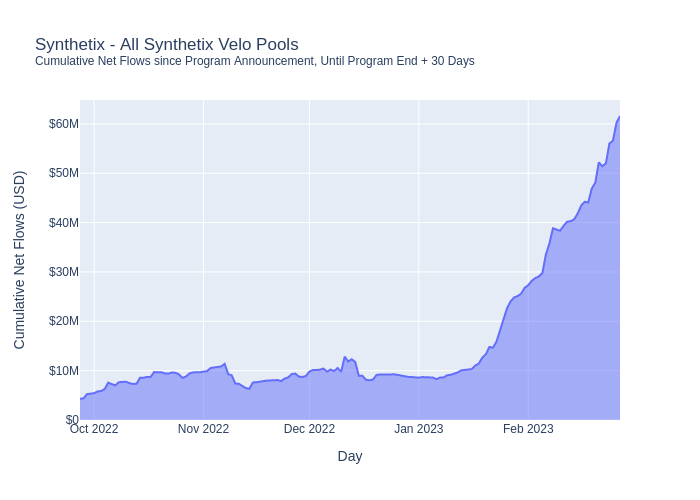 Synthetix - All Synthetix Velo Pools
Cumulative Net Flows since Program Announcement, Until Program End + 30 Days
Cumulative Net Flows (USD)
$60M
$50M
$40M
$30M
$20M
$10M
$0
Oct 2022
Nov 2022
Dec 2022
Jan 2023
Feb 2023
Day